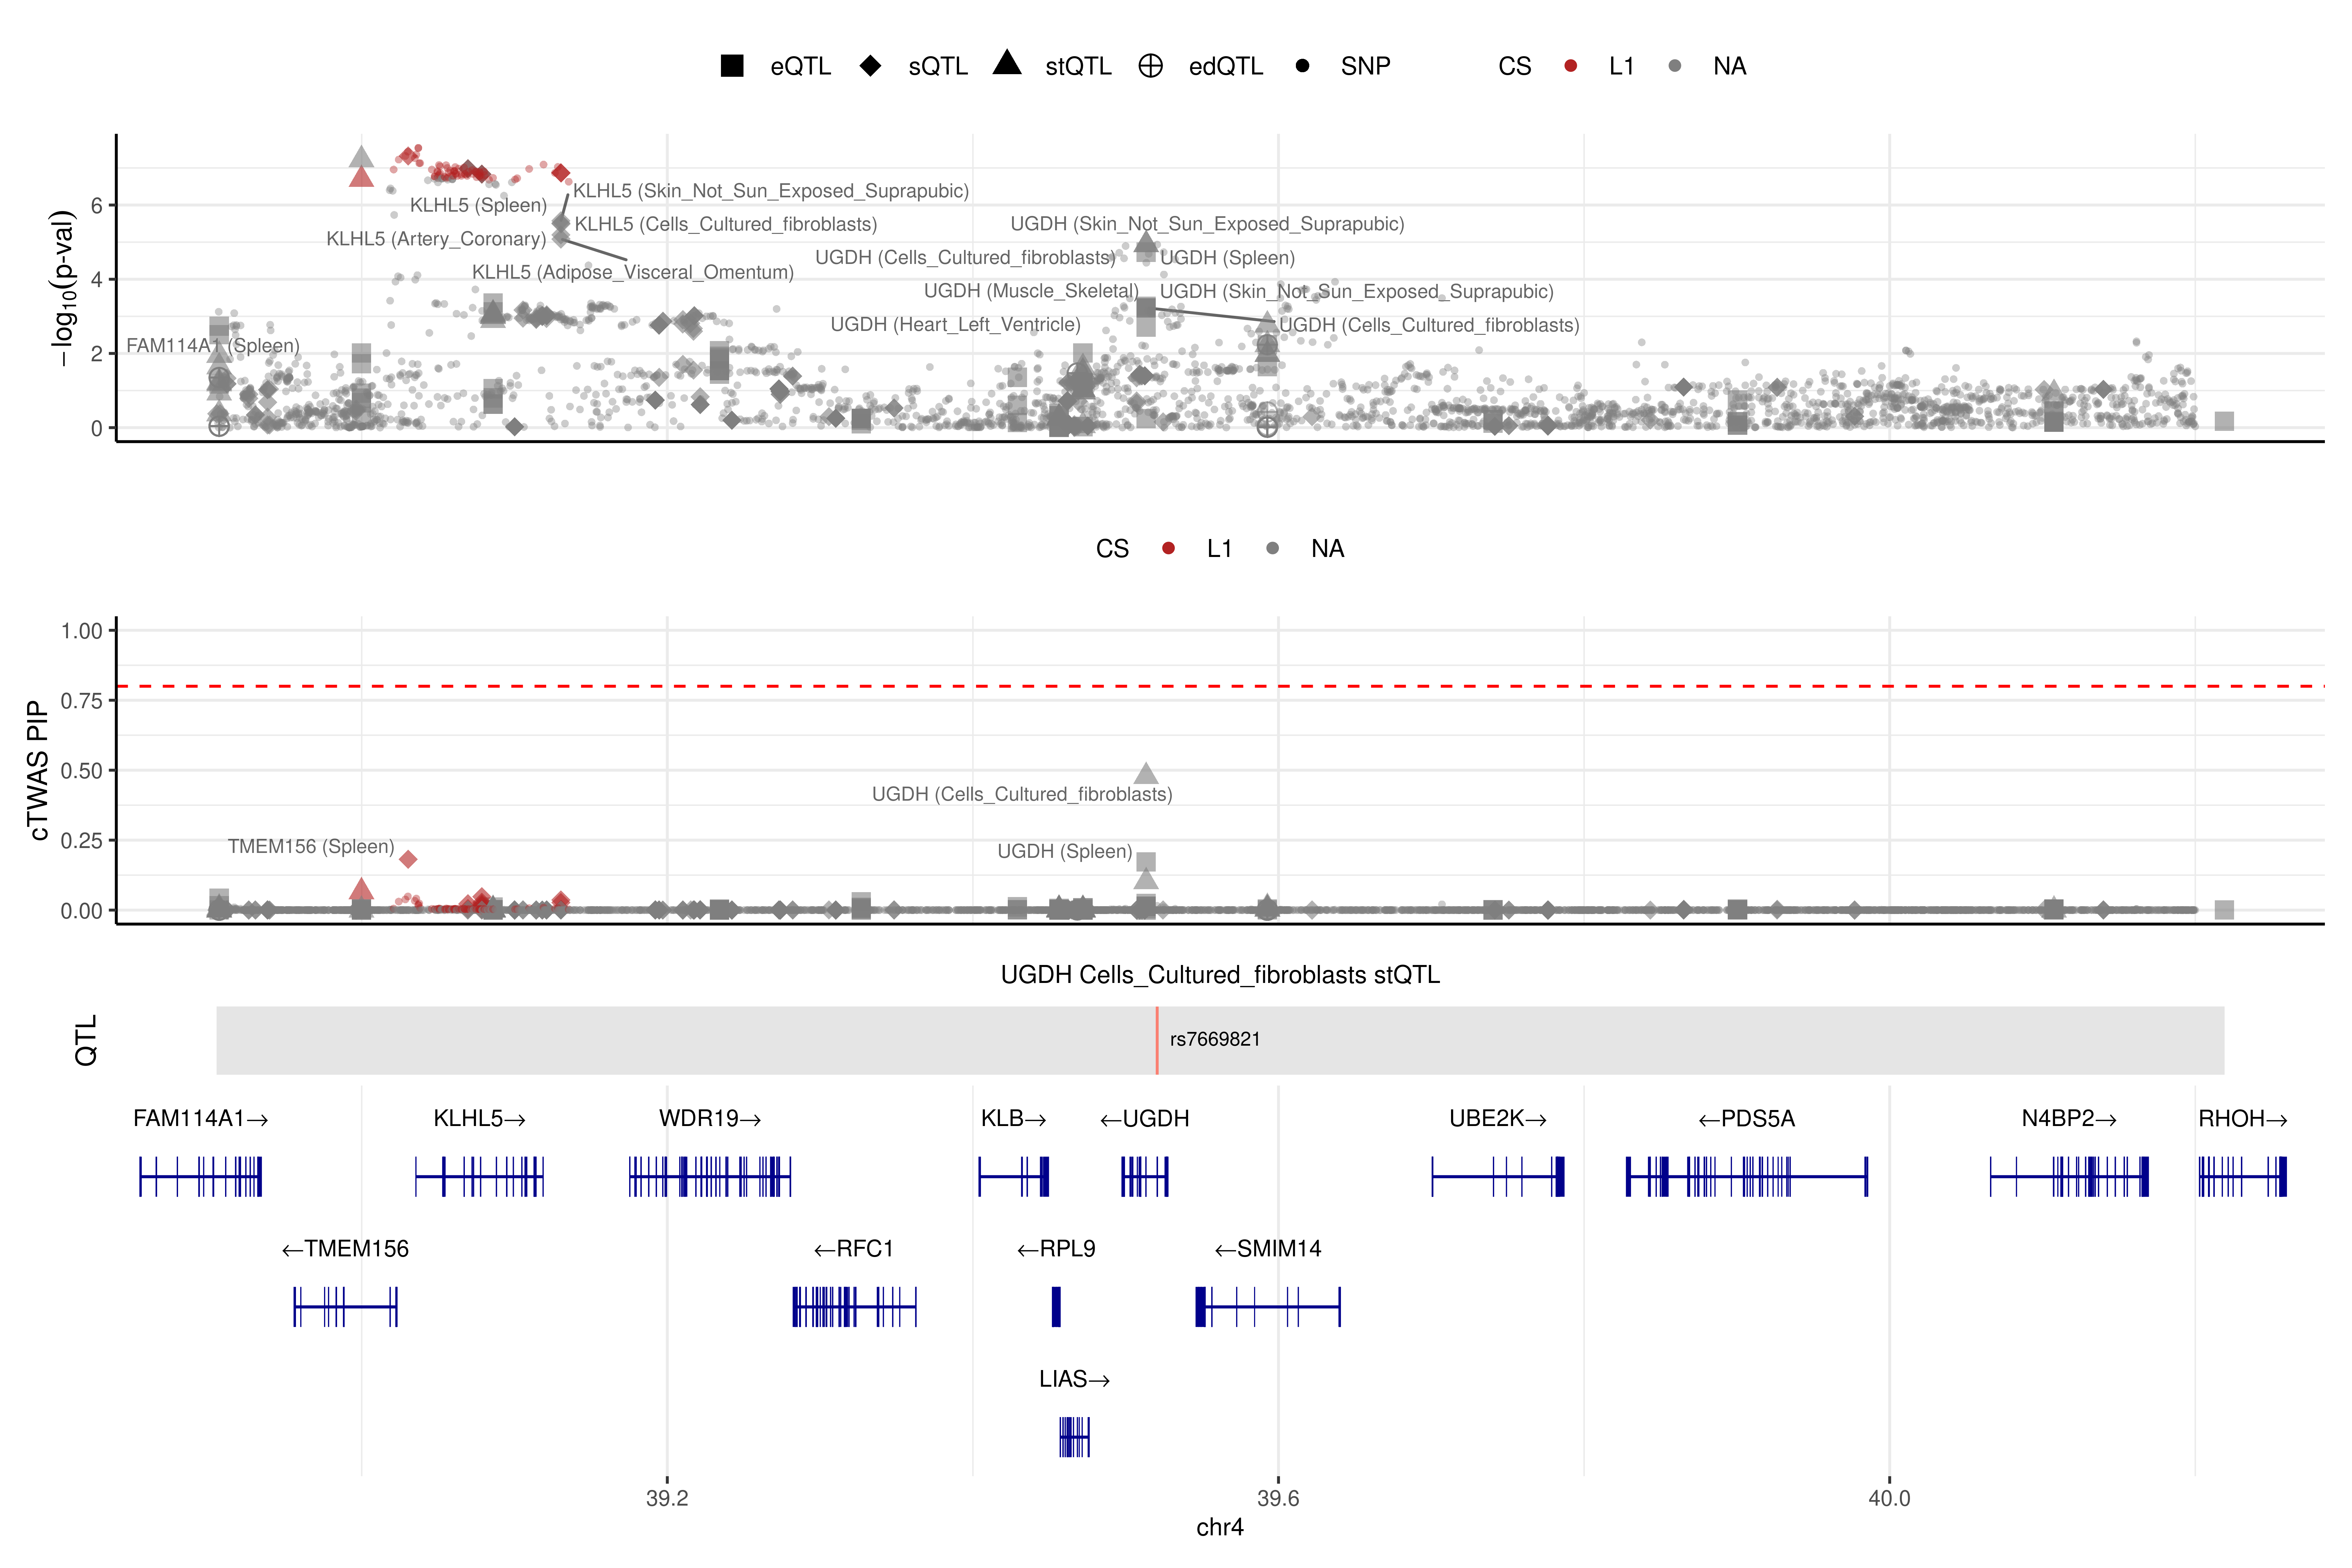 eQTL sQTL stQTL edQTL SNP CS L1 NA
−log10(p-val)
6
4
2
0
KLHL5 (Skin_Not_Sun_Exposed_Suprapubic)
KLHL5 (Spleen)
KLHL5 (Cells_Cultured_fibroblasts)
KLHL5 (Artery_Coronary)
KLHL5 (Adipose_Visceral_Omentum)
UGDH (Skin_Not_Sun_Exposed_Suprapubic)
UGDH (Cells_Cultured_fibroblasts)
UGDH (Spleen)
UGDH (Muscle_Skeletal)
UGDH (Skin_Not_Sun_Exposed_Suprapubic)
UGDH (Heart_Left_Ventricle)
UGDH (Cells_Cultured_fibroblasts)
FAM114A1 (Spleen)
CS L1 NA
cTWAS PIP
1.00
0.75
0.50
0.25
0.00
UGDH (Cells_Cultured_fibroblasts)
TMEM156 (Spleen)
UGDH (Spleen)
UGDH Cells_Cultured_fibroblasts stQTL
QTL
rs7669821
FAM114A1→ KLHL5→ WDR19→ KLB→ ←UGDH UBE2K→ ←PDS5A N4BP2→ RHOH→
←TMEM156 ←RFC1 ←RPL9 ←SMIM14
LIAS→
39.2 39.6 40.0
chr4